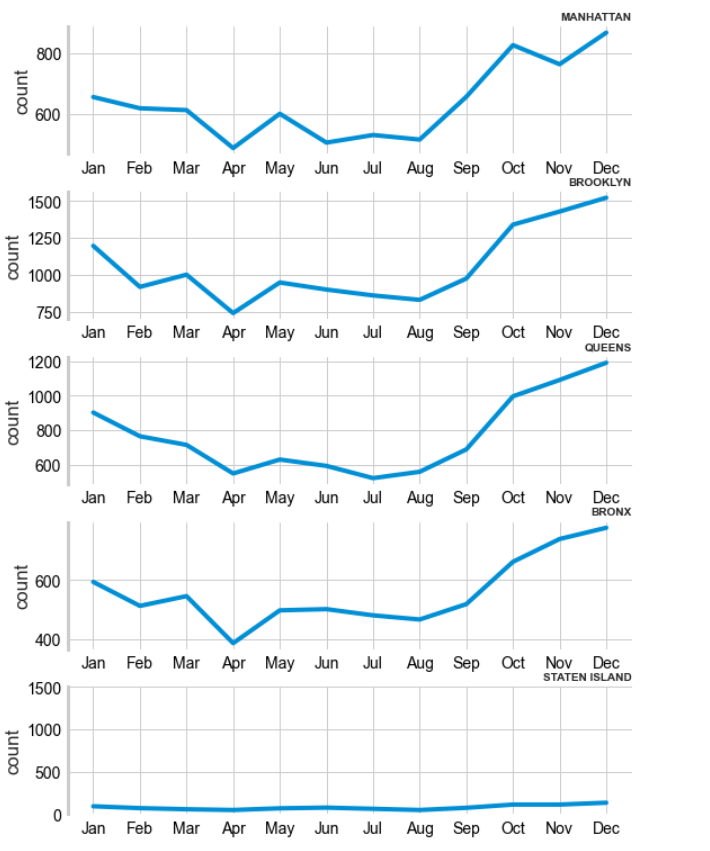 MANHATTAN
800
600
count
Jan Feb Mar Apr May Jun Jul Aug Sep Oct Nov Dec
BROOKLYN
1500
1250
1000
750
count
Jan Feb Mar Apr May Jun Jul Aug Sep Oct Nov Dec
QUEENS
1200
1000
800
600
count
Jan Feb Mar Apr May Jun Jul Aug Sep Oct Nov Dec
BRONX
600
400
count
Jan Feb Mar Apr May Jun Jul Aug Sep Oct Nov Dec
STATEN ISLAND
1500
1000
500
0
count
Jan Feb Mar Apr May Jun Jul Aug Sep Oct Nov Dec